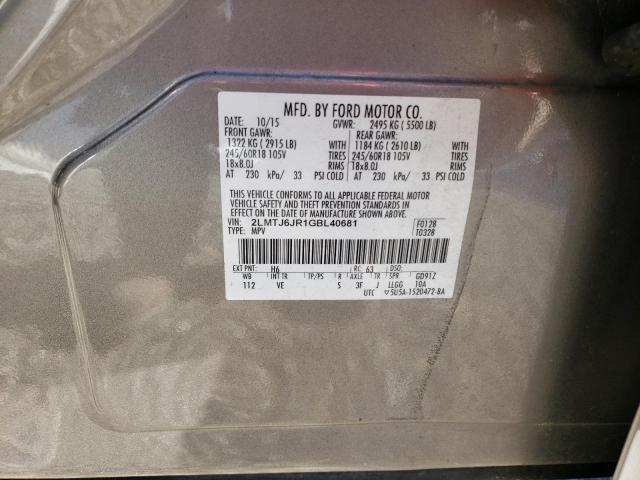 MFD. BY FORD MOTOR CO.
DATE: 10/15 GVWR: 2495 KG ( 5500 LB)
FRONT GAWR: REAR GAWR:
1322 KG ( 2915 LB) WITH 1184 KG ( 2610 LB) WITH
245/60R18 105V TIRES 245/60R18 105V TIRES
18x8.0J RIMS 18x8.0J RIMS
AT 230 kPa/ 33 PSI COLD AT 230 kPa/ 33 PSI COLD
THIS VEHICLE CONFORMS TO ALL APPLICABLE FEDERAL MOTOR
VEHICLE SAFETY AND THEFT PREVENTION STANDARDS IN
EFFECT ON THE DATE OF MANUFACTURE SHOWN ABOVE.
VIN: 2LMTJ6JR1GBL40681 F0128
TYPE: MPV T0328
EXT PNT: H6 RC: 63 GD91Z
WB INT TR TP/PS R AXLE TR SPR
112 VE S 3F J LLGG 10A
UTC 5U5A-1520472-BA